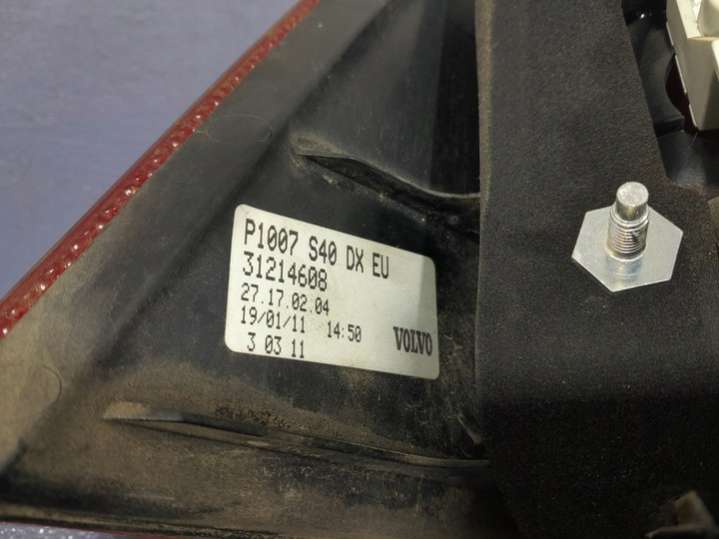 P1007 S40 DX EU
31214608
27.17.02.04
19/01/11 14:50
3 03 11 VOLVO